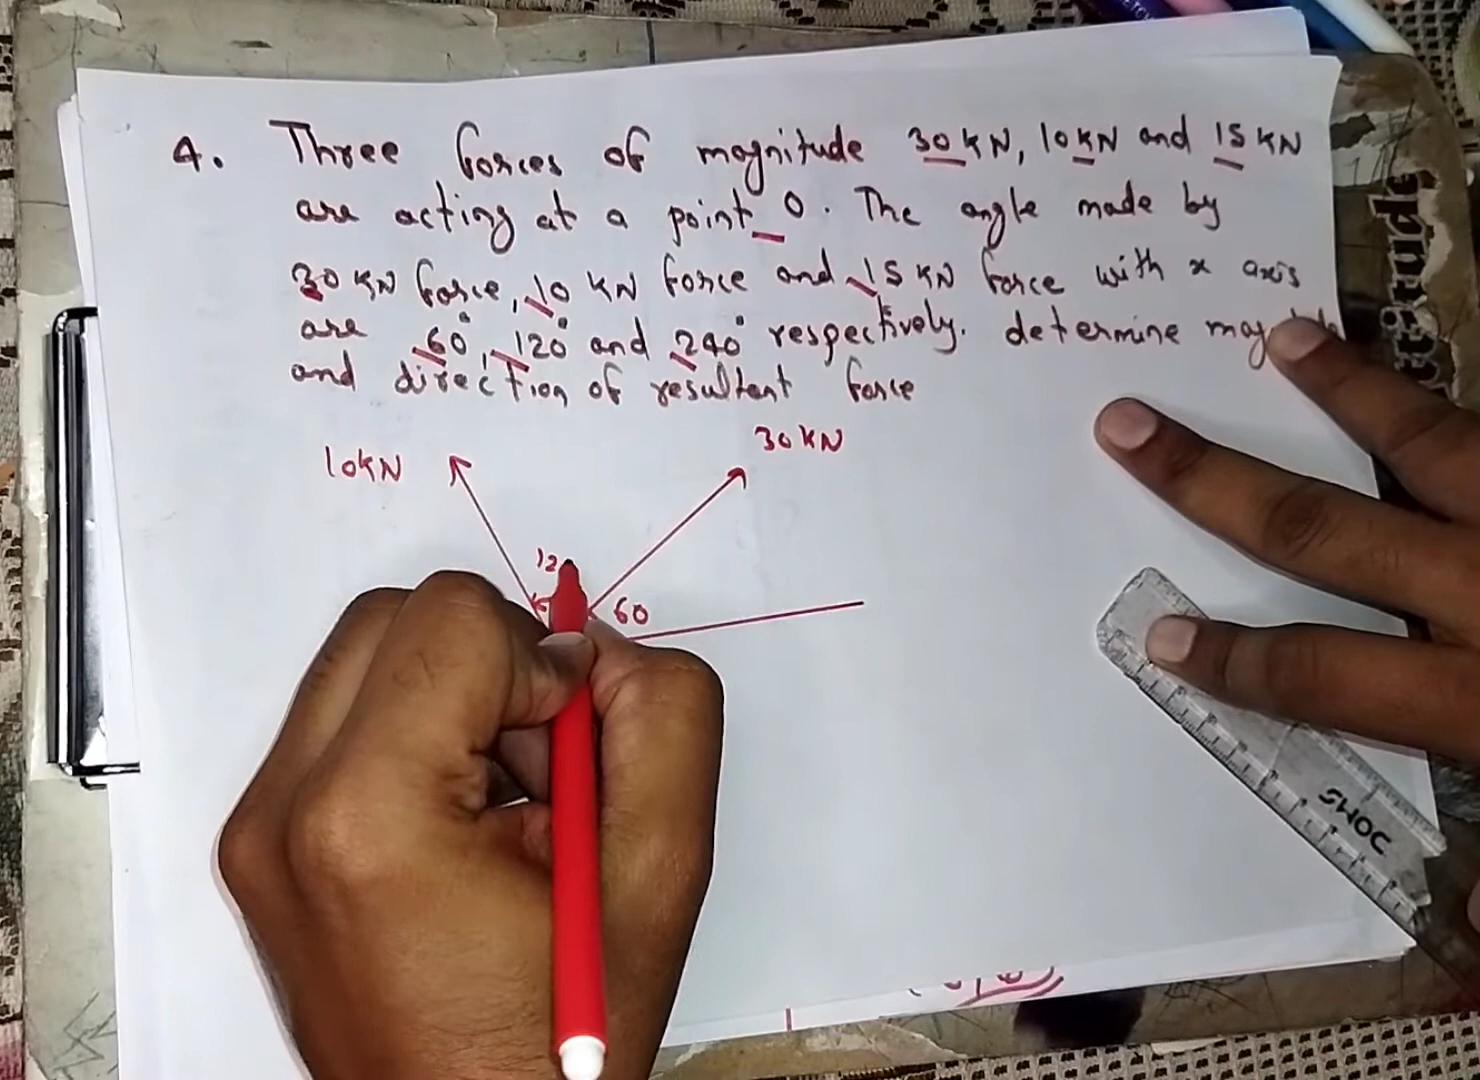 4. Three forces of magnitude 30 KN, 10 KN and 15 KN
are acting at a point O. The angle made by
30 KN force, 10 KN force and 15 KN force with x axis
are 60°, 120° and 240° respectively. determine
and direction of resultant force
10KN
30 KN
12
60
DOMS